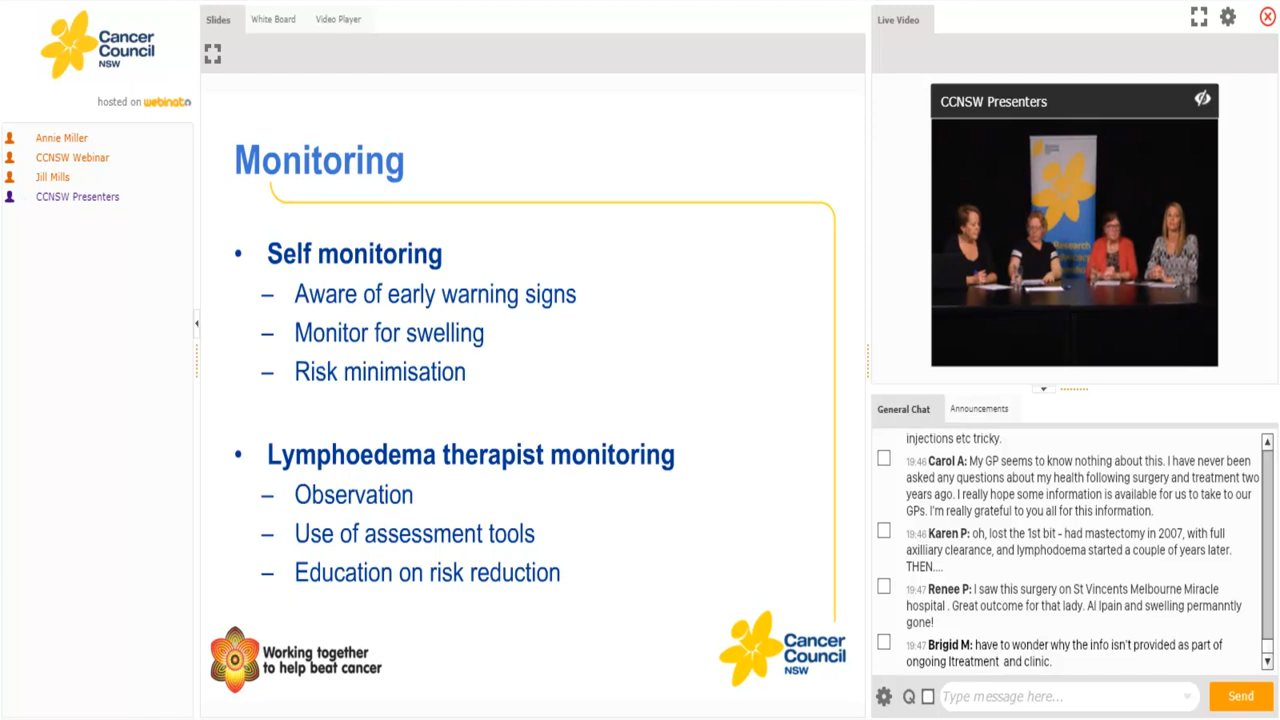 Cancer
Council
NSW
hosted on webinato
Annie Miller
CCNSW Webinar
Jill Mills
CCNSW Presenters
Slides
White Board
Video Player
Monitoring
• Self monitoring
– Aware of early warning signs
– Monitor for swelling
– Risk minimisation
• Lymphoedema therapist monitoring
– Observation
– Use of assessment tools
– Education on risk reduction
Working together
to help beat cancer
Cancer
Council
NSW
Live Video
CCNSW Presenters
General Chat
Announcements
injections etc tricky.
19:46 Carol A: My GP seems to know nothing about this. I have never been
asked any questions about my health following surgery and treatment two
years ago. I really hope some information is available for us to take to our
GPs. I'm really grateful to you all for this information.
19:46 Karen P: oh, lost the 1st bit - had mastectomy in 2007, with full
axilliary clearance, and lymphodoema started a couple of years later.
THEN....
19:47 Renee P: I saw this surgery on St Vincents Melbourne Miracle
hospital . Great outcome for that lady. Al lpain and swelling permanntly
gone!
19:47 Brigid M: have to wonder why the info isn't provided as part of
ongoing ltreatment and clinic.
Type message here...
Send